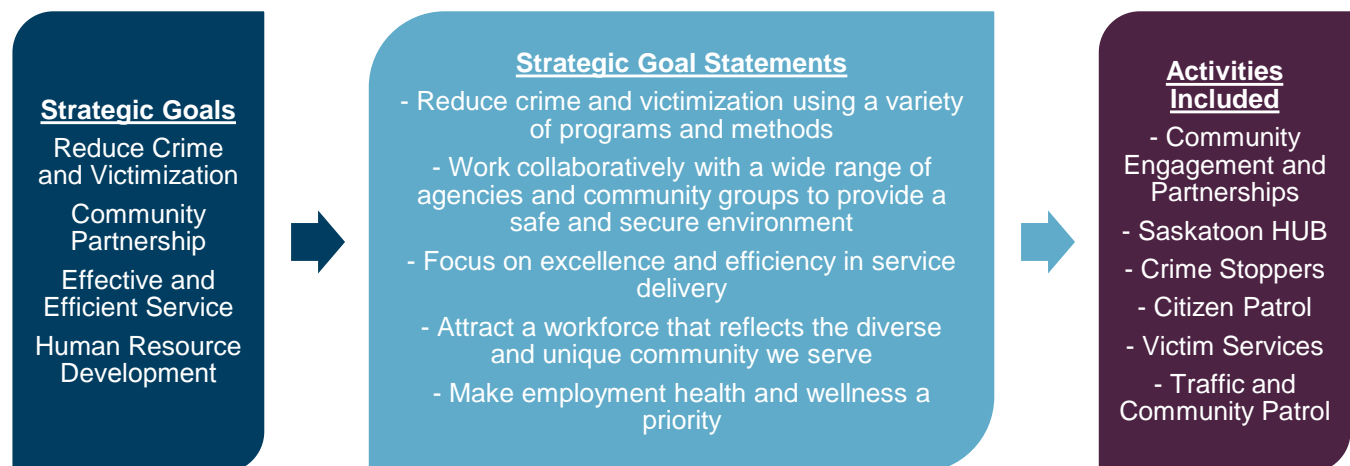 Strategic Goals
Reduce Crime
and Victimization
Community
Partnership
Effective and
Efficient Service
Human Resource
Development
Strategic Goal Statements
- Reduce crime and victimization using a variety
of programs and methods
- Work collaboratively with a wide range of
agencies and community groups to provide a
safe and secure environment
- Focus on excellence and efficiency in service
delivery
- Attract a workforce that reflects the diverse
and unique community we serve
- Make employment health and wellness a
priority
Activities
Included
- Community
Engagement and
Partnerships
- Saskatoon HUB
- Crime Stoppers
- Citizen Patrol
- Victim Services
- Traffic and
Community Patrol